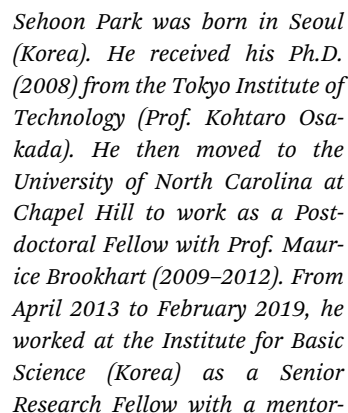 Sehoon Park was born in Seoul
(Korea). He received his Ph.D.
(2008) from the Tokyo Institute of
Technology (Prof. Kohtaro Osa-
kada). He then moved to the
University of North Carolina at
Chapel Hill to work as a Post-
doctoral Fellow with Prof. Maur-
ice Brookhart (2009–2012). From
April 2013 to February 2019, he
worked at the Institute for Basic
Science (Korea) as a Senior
Research Fellow with a mentor-